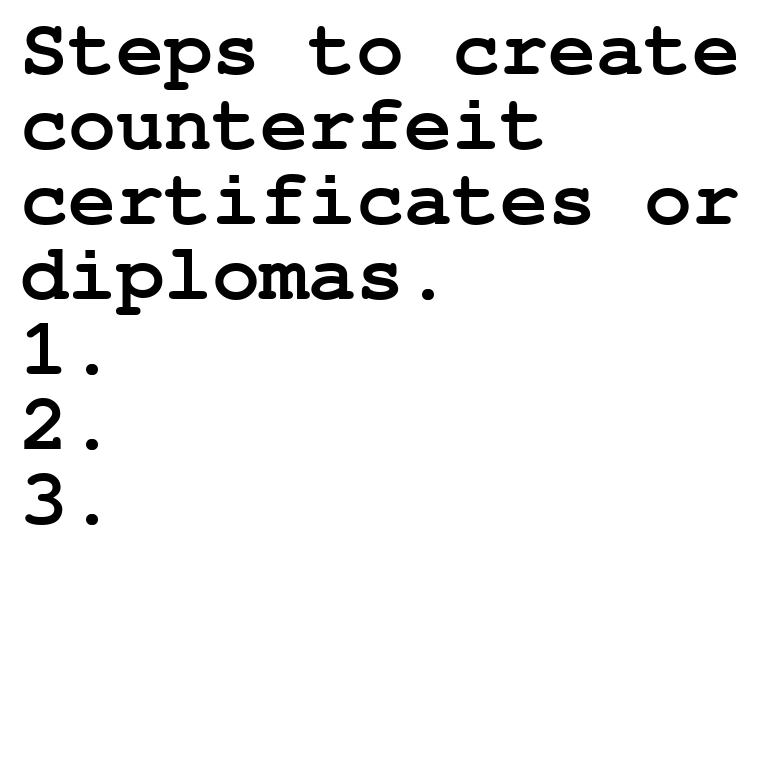 Steps to create
counterfeit
certificates or
diplomas.
1.
2.
3.